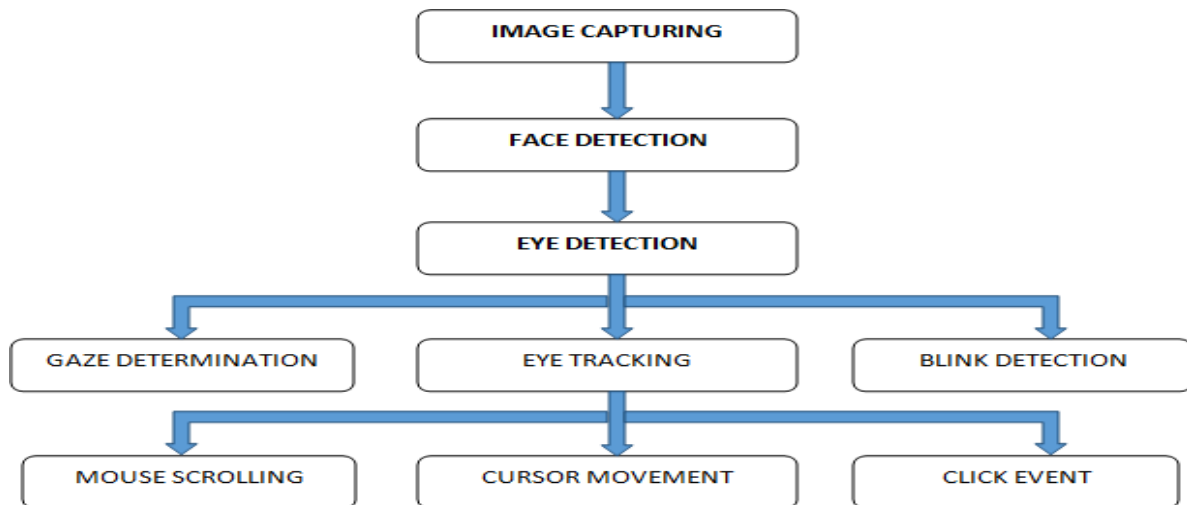 IMAGE CAPTURING
FACE DETECTION
EYE DETECTION
GAZE DETERMINATION
EYE TRACKING
BLINK DETECTION
MOUSE SCROLLING
CURSOR MOVEMENT
CLICK EVENT